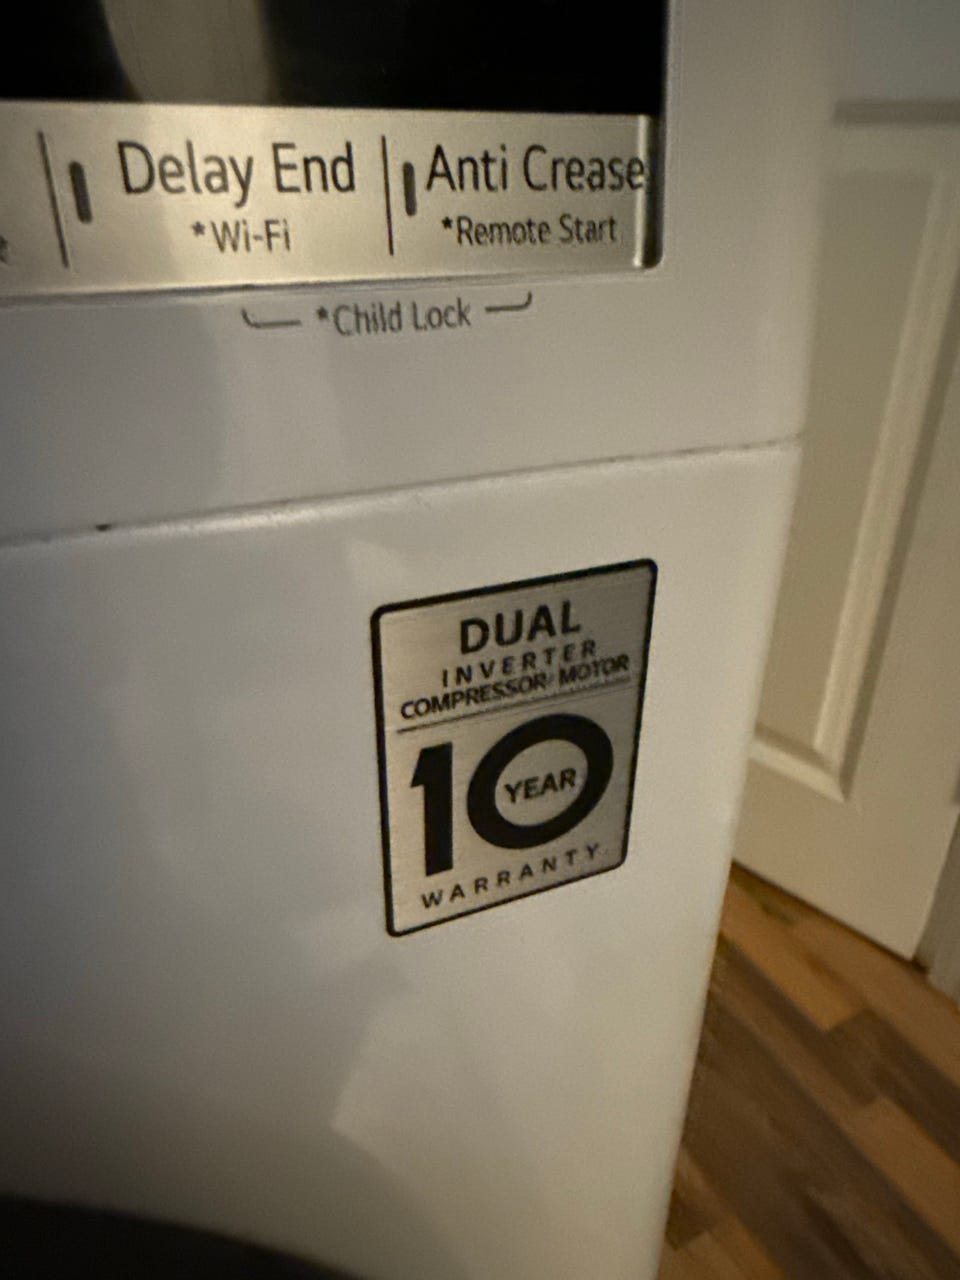 Delay End
*Wi-Fi
Anti Crease
*Remote Start
*Child Lock
DUAL
INVERTER
COMPRESSOR/MOTOR
10
YEAR
WARRANTY